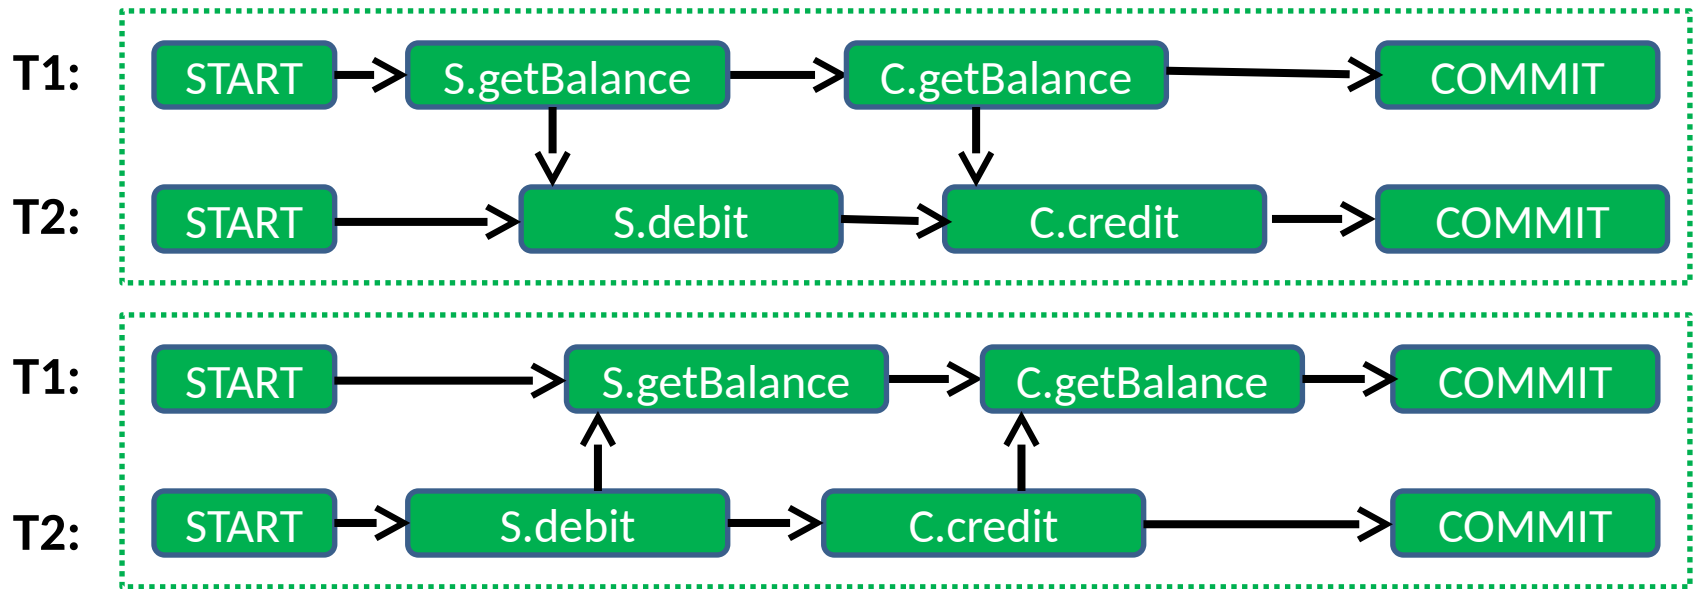 T1: START S.getBalance C.getBalance COMMIT
T2: START S.debit C.credit COMMIT
T1: START S.getBalance C.getBalance COMMIT
T2: START S.debit C.credit COMMIT